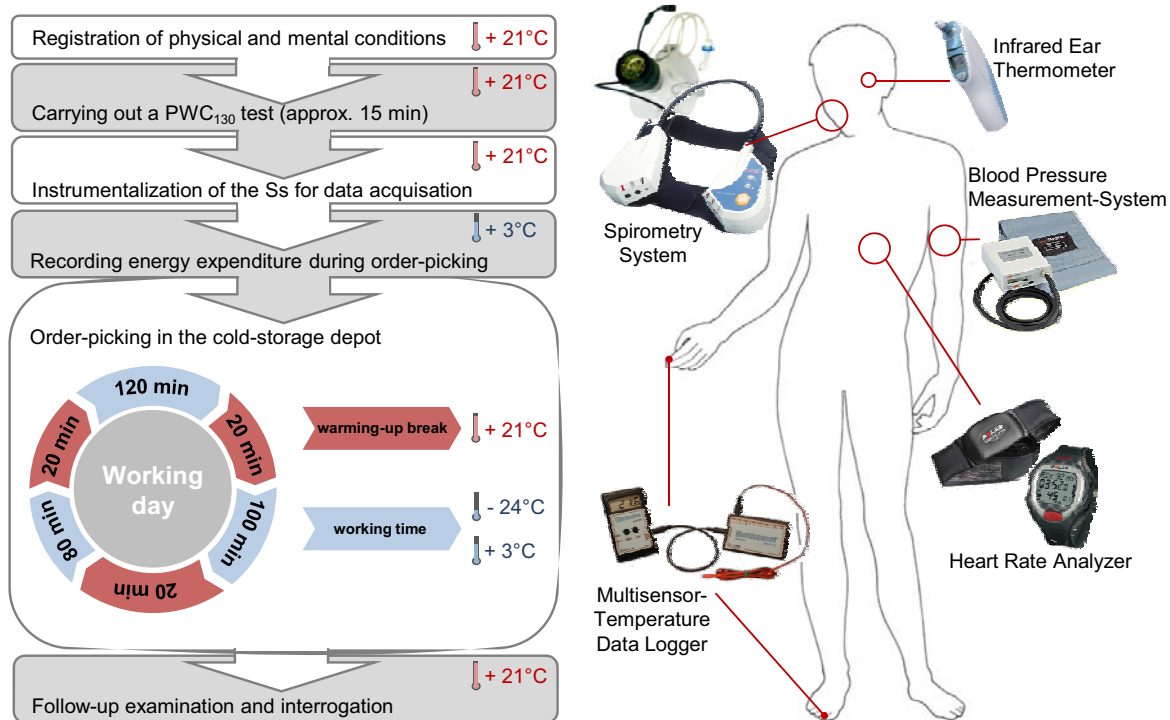 Registration of physical and mental conditions
+ 21°C
+ 21°C
Carrying out a PWC130 test (approx. 15 min)
+ 21°C
Instrumentalization of the Ss for data acquisation
+ 3°C
Recording energy expenditure during order-picking
Order-picking in the cold-storage depot
120 min
20 min
100 min
20 min
80 min
20 min
Working
day
warming-up break
+ 21°C
working time
- 24°C
+ 3°C
+ 21°C
Follow-up examination and interrogation
Infrared Ear
Thermometer
Blood Pressure
Measurement-System
Spirometry
System
POLAR
Heart Rate Analyzer
Multisensor-
Temperature
Data Logger